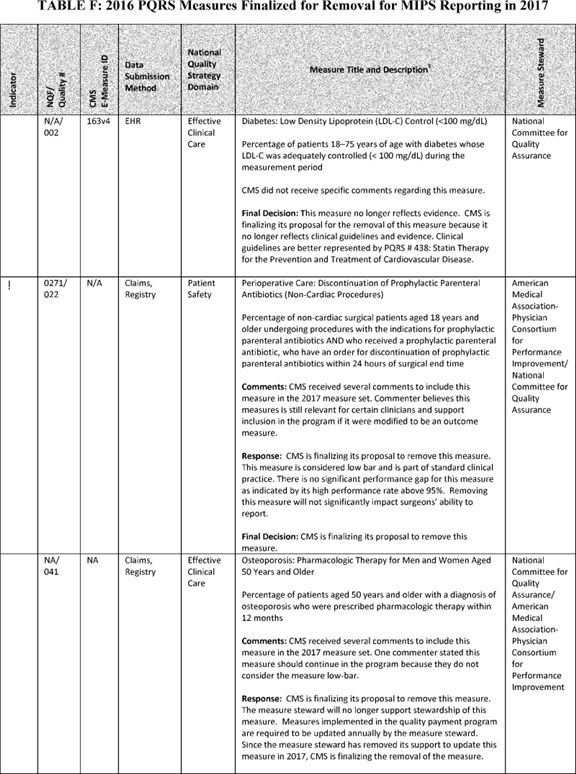 TABLE F: 2016 PQRS Measures Finalized for Removal for MIPS Reporting in 2017
Indicator
NQF/
Quality #
CMS
E-Measure ID
Data
Submission
Method
National
Quality
Strategy
Domain
Measure Title and Description¹
Measure Steward
N/A/
002
163v4
EHR
Effective
Clinical
Care
Diabetes: Low Density Lipoprotein (LDL-C) Control (<100 mg/dL)
Percentage of patients 18–75 years of age with diabetes whose
LDL-C was adequately controlled (< 100 mg/dL) during the
measurement period
CMS did not receive specific comments regarding this measure.
Final Decision: This measure no longer reflects evidence. CMS is
finalizing its proposal for the removal of this measure because it
no longer reflects clinical guidelines and evidence. Clinical
guidelines are better represented by PQRS # 438: Statin Therapy
for the Prevention and Treatment of Cardiovascular Disease.
National
Committee for
Quality
Assurance
!
0271/
022
N/A
Claims,
Registry
Patient
Safety
Perioperative Care: Discontinuation of Prophylactic Parenteral
Antibiotics (Non-Cardiac Procedures)
Percentage of non-cardiac surgical patients aged 18 years and
older undergoing procedures with the indications for prophylactic
parenteral antibiotics AND who received a prophylactic parenteral
antibiotic, who have an order for discontinuation of prophylactic
parenteral antibiotics within 24 hours of surgical end time
Comments: CMS received several comments to include this
measure in the 2017 measure set. Commenter believes this
measures is still relevant for certain clinicians and support
inclusion in the program if it were modified to be an outcome
measure.
Response: CMS is finalizing its proposal to remove this measure.
This measure is considered low bar and is part of standard clinical
practice. There is no significant performance gap for this measure
as indicated by its high performance rate above 95%. Removing
this measure will not significantly impact surgeons' ability to
report.
Final Decision: CMS is finalizing its proposal to remove this
measure.
American
Medical
Association-
Physician
Consortium
for
Performance
Improvement/
National
Committee for
Quality
Assurance
NA/
041
NA
Claims,
Registry
Effective
Clinical
Care
Osteoporosis: Pharmacologic Therapy for Men and Women Aged
50 Years and Older
Percentage of patients aged 50 years and older with a diagnosis of
osteoporosis who were prescribed pharmacologic therapy within
12 months
Comments: CMS received several comments to include this
measure in the 2017 measure set. One commenter stated this
measure should continue in the program because they do not
consider the measure low-bar.
Response: CMS is finalizing its proposal to remove this measure.
The measure steward will no longer support stewardship of this
measure. Measures implemented in the quality payment program
are required to be updated annually by the measure steward.
Since the measure steward has removed its support to update this
measure in 2017, CMS is finalizing the removal of the measure.
National
Committee for
Quality
Assurance/
American
Medical
Association-
Physician
Consortium
for
Performance
Improvement